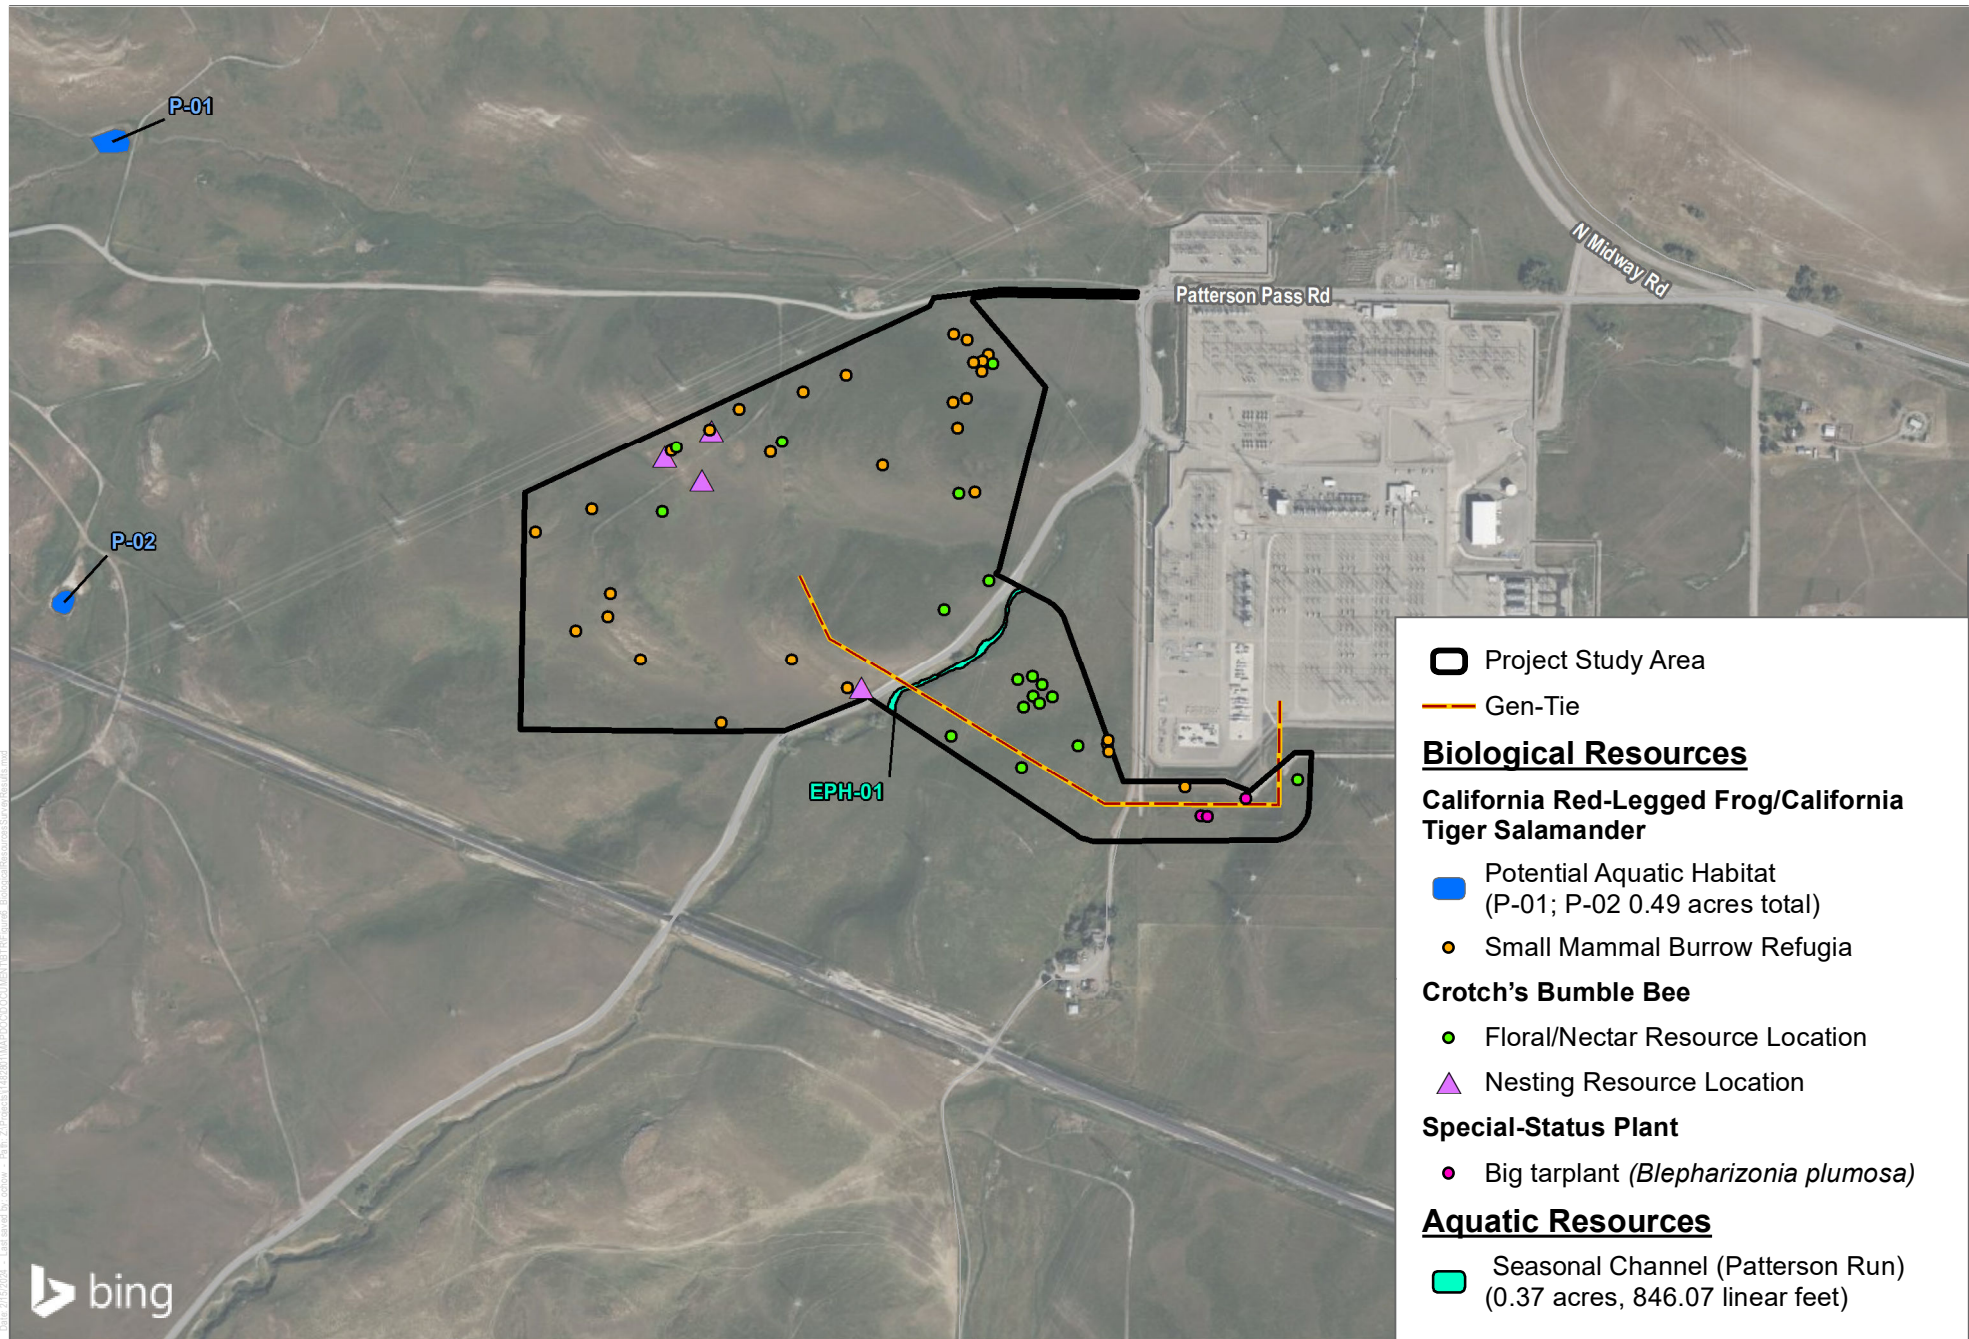 P-01
N Midway Rd
Patterson Pass Rd
P-02
EPH-01
Project Study Area
Gen-Tie
Biological Resources
California Red-Legged Frog/California
Tiger Salamander
Potential Aquatic Habitat
(P-01; P-02 0.49 acres total)
Small Mammal Burrow Refugia
Crotch’s Bumble Bee
Floral/Nectar Resource Location
Nesting Resource Location
Special-Status Plant
Big tarplant (Blepharizonia plumosa)
Aquatic Resources
Seasonal Channel (Patterson Run)
(0.37 acres, 846.07 linear feet)
bing